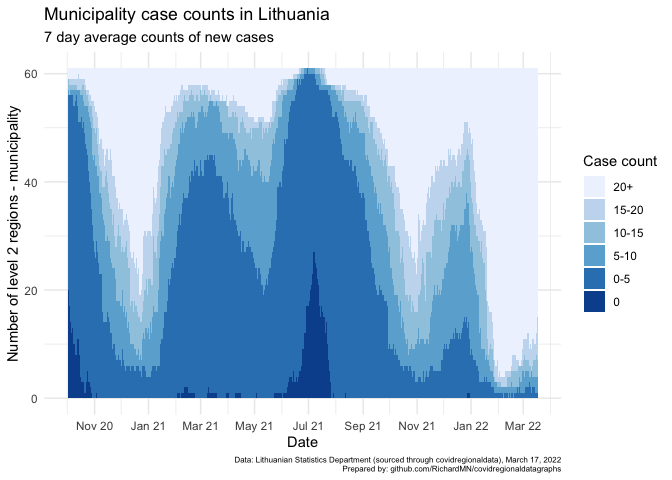 Municipality case counts in Lithuania
7 day average counts of new cases
Number of level 2 regions - municipality
60
40
20
0
Nov 20 Jan 21 Mar 21 May 21 Jul 21 Sep 21 Nov 21 Jan 22 Mar 22
Date
Case count
20+
15-20
10-15
5-10
0-5
0
Data: Lithuanian Statistics Department (sourced through covidregionaldata), March 17, 2022
Prepared by: github.com/RichardMN/covidregionaldatagraphs